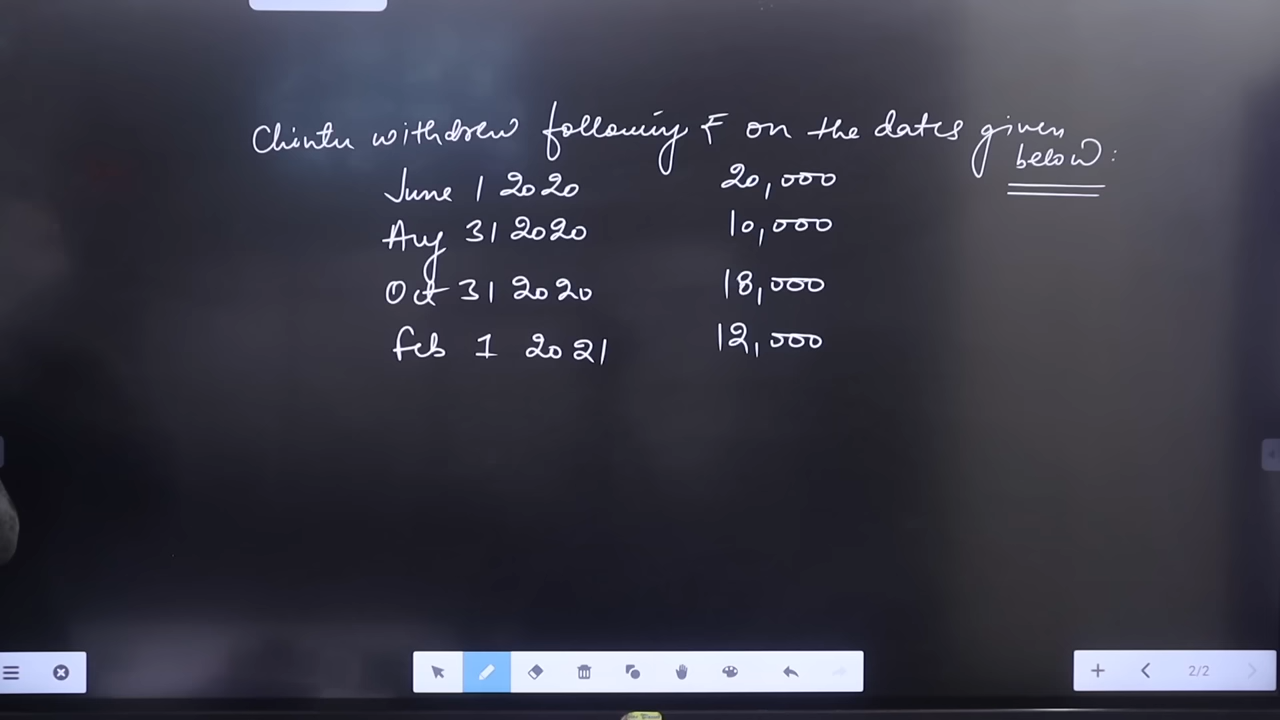 Chintu withdrew following ₹ on the dates given below:
June 1 2020 20,000
Aug 31 2020 10,000
Oct 31 2020 18,000
Feb 1 2021 12,000
2/2